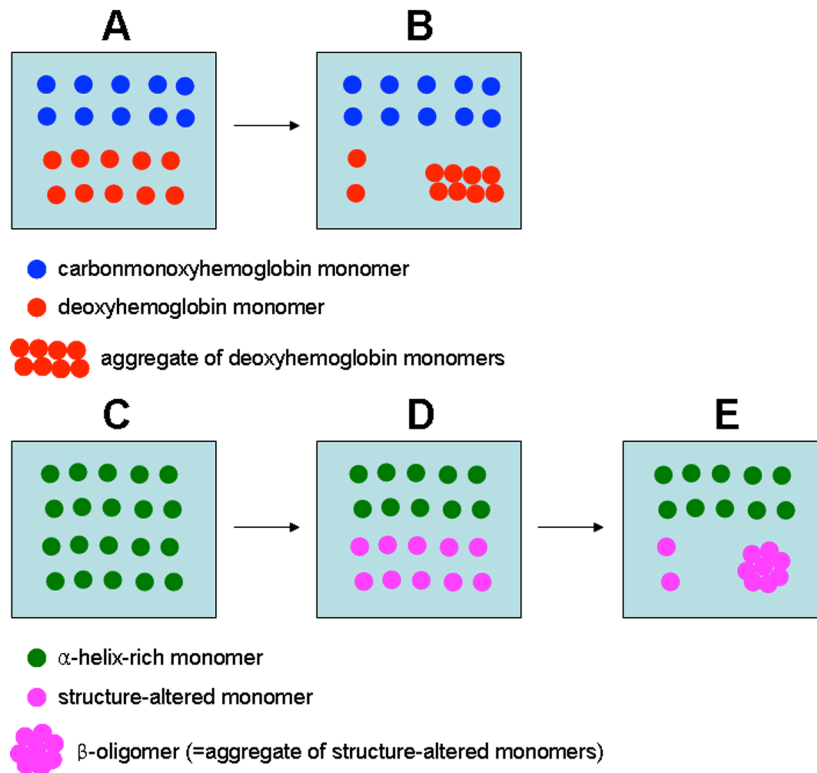 A
B
carbonmonoxyhemoglobin monomer
deoxyhemoglobin monomer
aggregate of deoxyhemoglobin monomers
C
D
E
α-helix-rich monomer
structure-altered monomer
β-oligomer (=aggregate of structure-altered monomers)